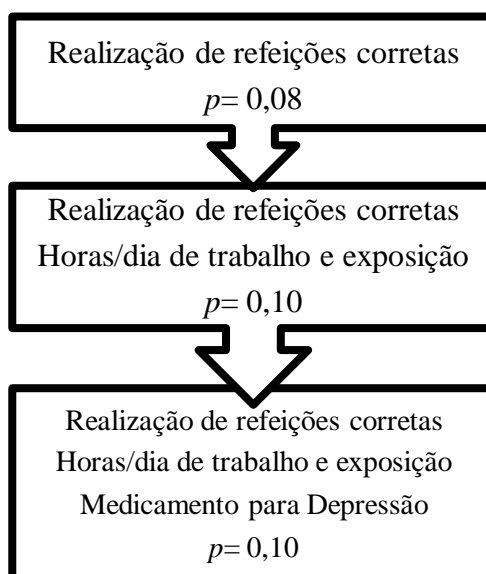 Realização de refeições corretas
p= 0,08
Realização de refeições corretas
Horas/dia de trabalho e exposição
p= 0,10
Realização de refeições corretas
Horas/dia de trabalho e exposição
Medicamento para Depressão
p= 0,10